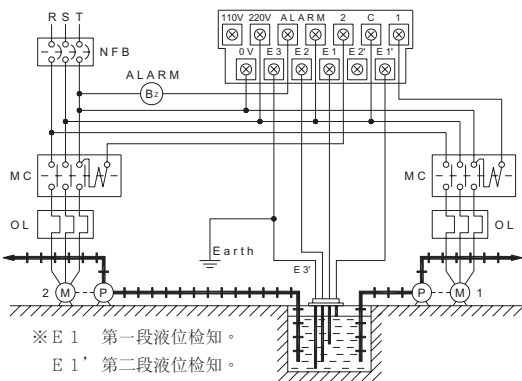 R S T
NFB
110V 220V ALARM 2 C 1
0V E3 E2 E1 E2' E1'
ALARM
Bz
MC
MC
OL
OL
Earth
E3'
2 M P
P M 1
※E1 第一段液位檢知。
E1' 第二段液位檢知。